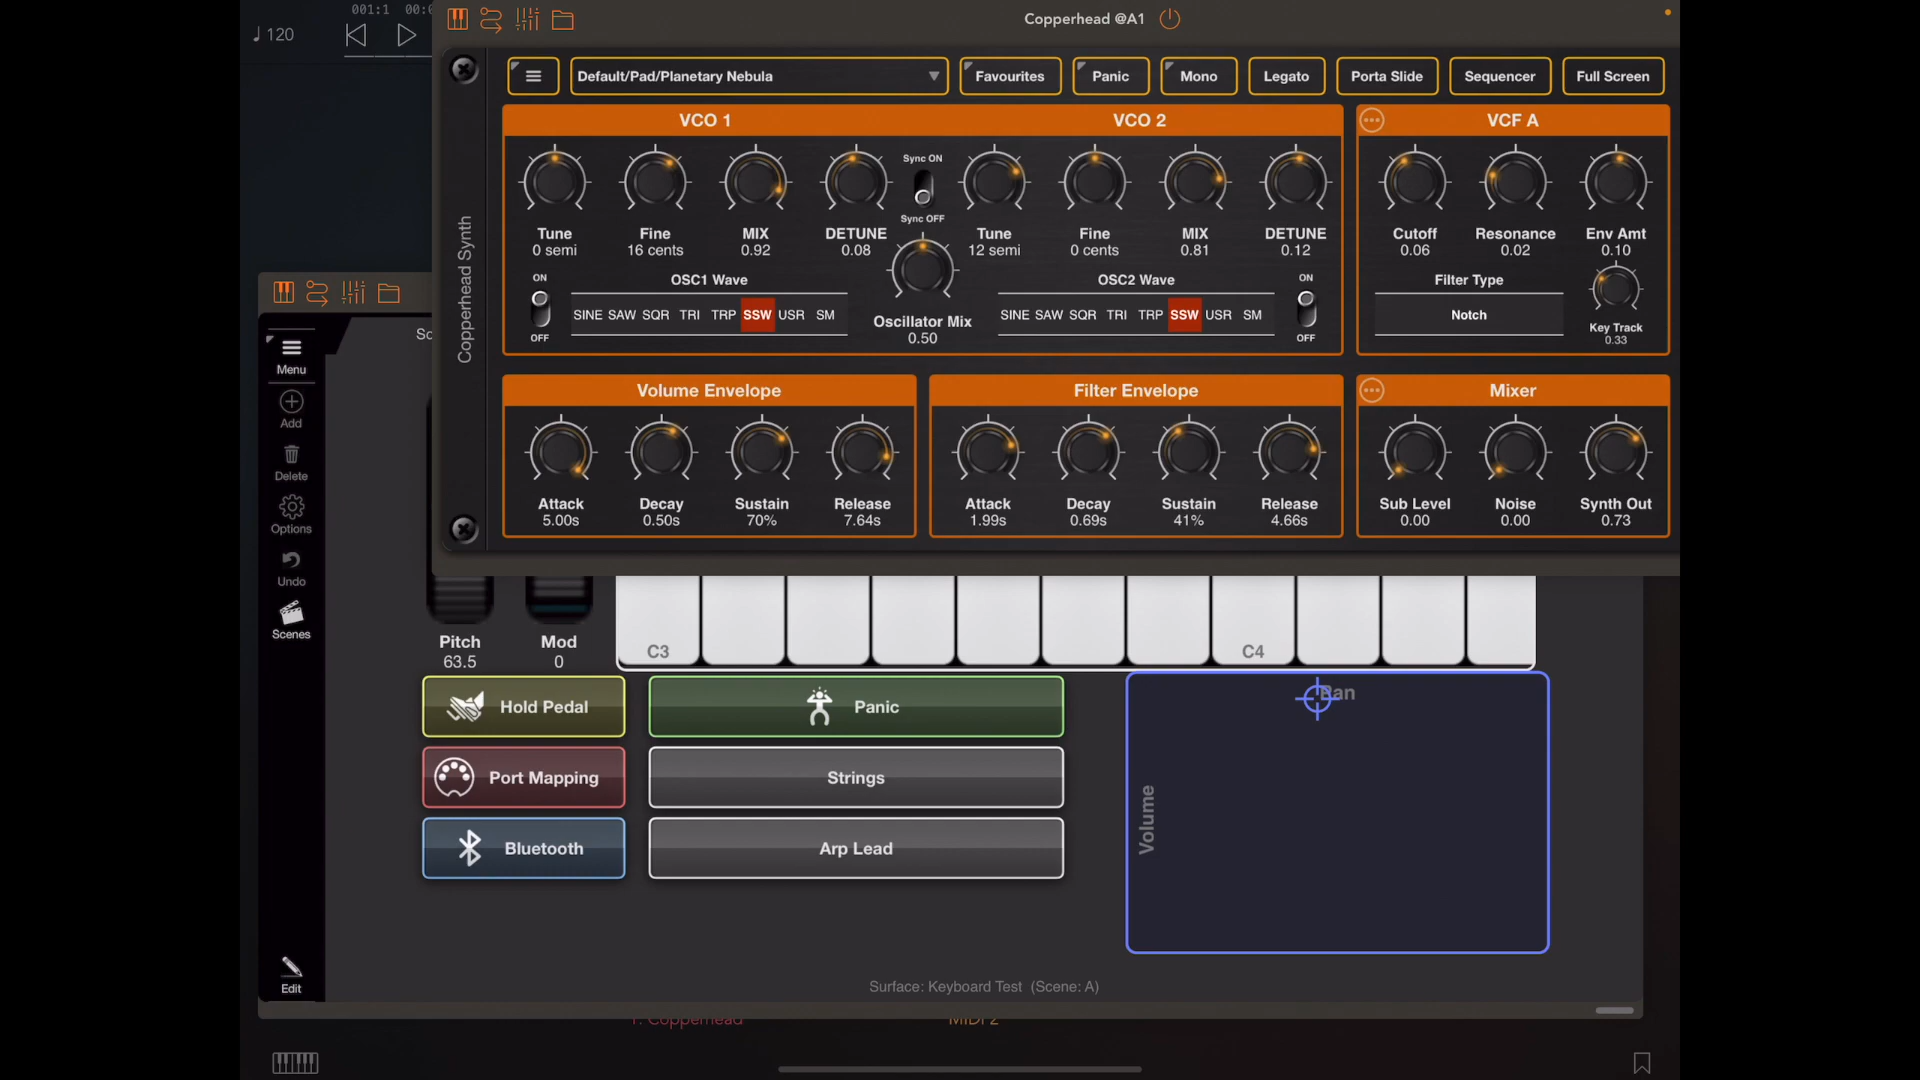 ♩120
001:1 00:0
Copperhead @A1
Default/Pad/Planetary Nebula
Favourites
Panic
Mono
Legato
Porta Slide
Sequencer
Full Screen
Copperhead Synth
VCO 1
VCO 2
VCF A
Sync ON
Sync OFF
Tune
0 semi
Fine
16 cents
MIX
0.92
DETUNE
0.08
Tune
12 semi
Fine
0 cents
MIX
0.81
DETUNE
0.12
Cutoff
0.06
Resonance
0.02
Env Amt
0.10
ON
OFF
OSC1 Wave
SINE SAW SQR TRI TRP SSW USR SM
Oscillator Mix
0.50
OSC2 Wave
SINE SAW SQR TRI TRP SSW USR SM
ON
OFF
Filter Type
Notch
Key Track
0.33
Volume Envelope
Attack
5.00s
Decay
0.50s
Sustain
70%
Release
7.64s
Filter Envelope
Attack
1.99s
Decay
0.69s
Sustain
41%
Release
4.66s
Mixer
Sub Level
0.00
Noise
0.00
Synth Out
0.73
Menu
Add
Delete
Options
Undo
Scenes
Edit
Pitch
63.5
Mod
0
C3
C4
Hold Pedal
Panic
Port Mapping
Strings
Bluetooth
Arp Lead
Pan
Volume
Surface: Keyboard Test (Scene: A)
1. Copperhead
MIDI 2